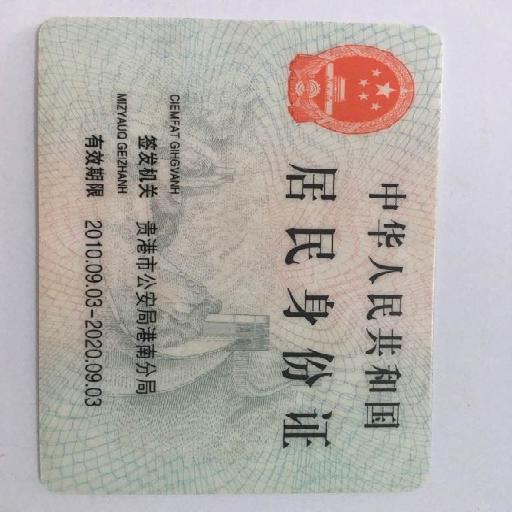 中华人民共和国
居民身份证
CIEMFAT GIHGVANH
签发机关 贵港市公安局港南分局
MIZYAUQ GEIZHANH
有效期限 2010.09.03-2020.09.03